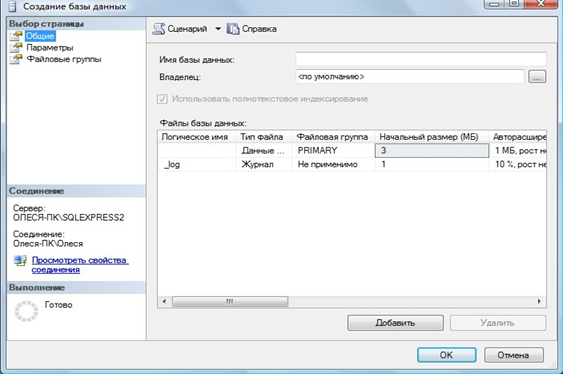 Создание базы данных
Выбор страницы
Общие
Параметры
Файловые группы
Сценарий
Справка
Имя базы данных:
Владелец:
<по умолчанию>
...
Использовать полнотекстовое индексирование
Файлы базы данных:
Логическое имя Тип файла Файловая группа Начальный размер (МБ) Авторасшире
Данные ... PRIMARY 3 1 МБ, рост не
_log Журнал Не применимо 1 10 %, рост не
Соединение
Сервер:
ОЛЕСЯ-ПК\SQLEXPRESS2
Соединение:
Олеся-ПК\Олеся
Просмотреть свойства
соединения
Выполнение
Готово
Добавить
Удалить
OK
Отмена